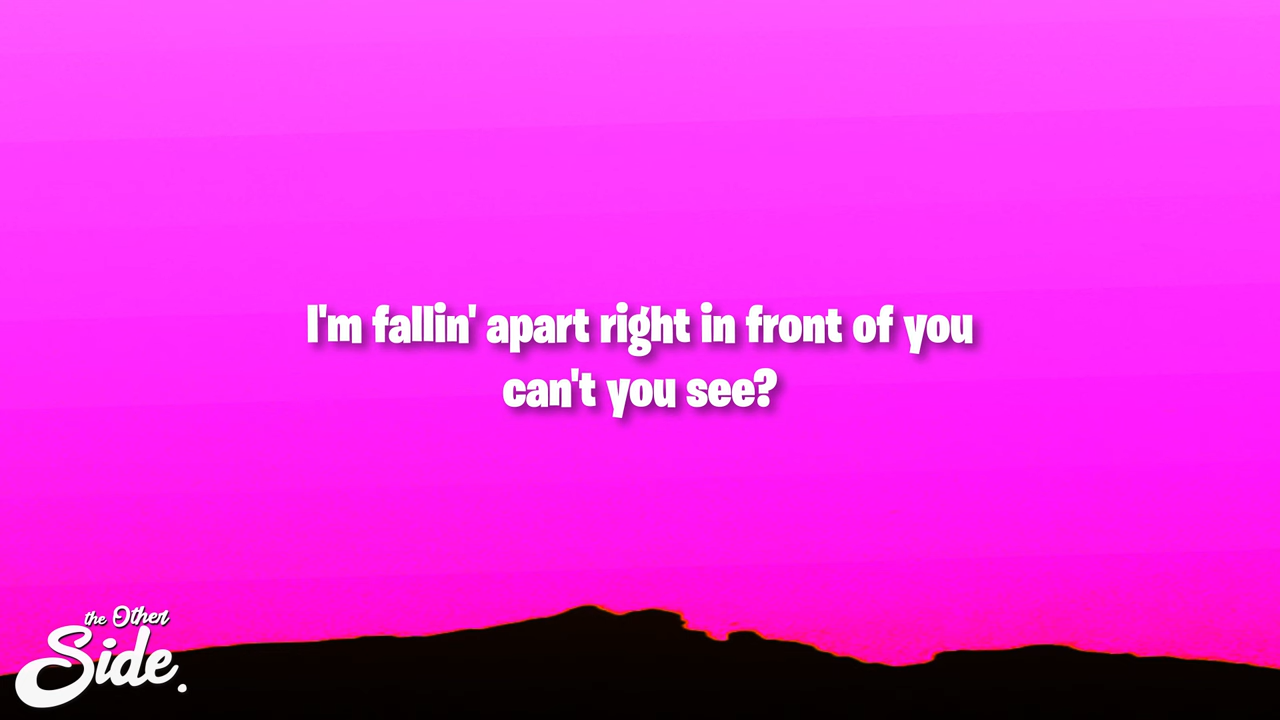 I'm fallin' apart right in front of you
can't you see?
the Other
Side.